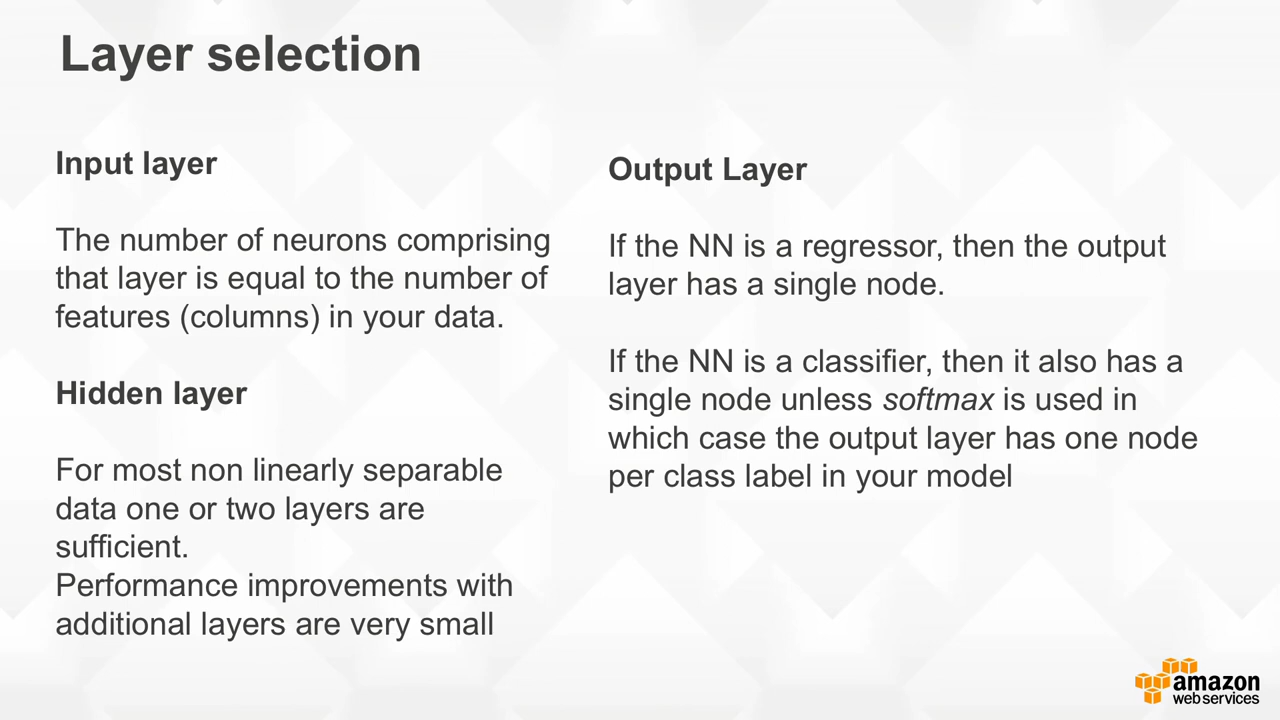 Layer selection
Input layer
The number of neurons comprising
that layer is equal to the number of
features (columns) in your data.
Hidden layer
For most non linearly separable
data one or two layers are
sufficient.
Performance improvements with
additional layers are very small
Output Layer
If the NN is a regressor, then the output
layer has a single node.
If the NN is a classifier, then it also has a
single node unless softmax is used in
which case the output layer has one node
per class label in your model
amazon
web services